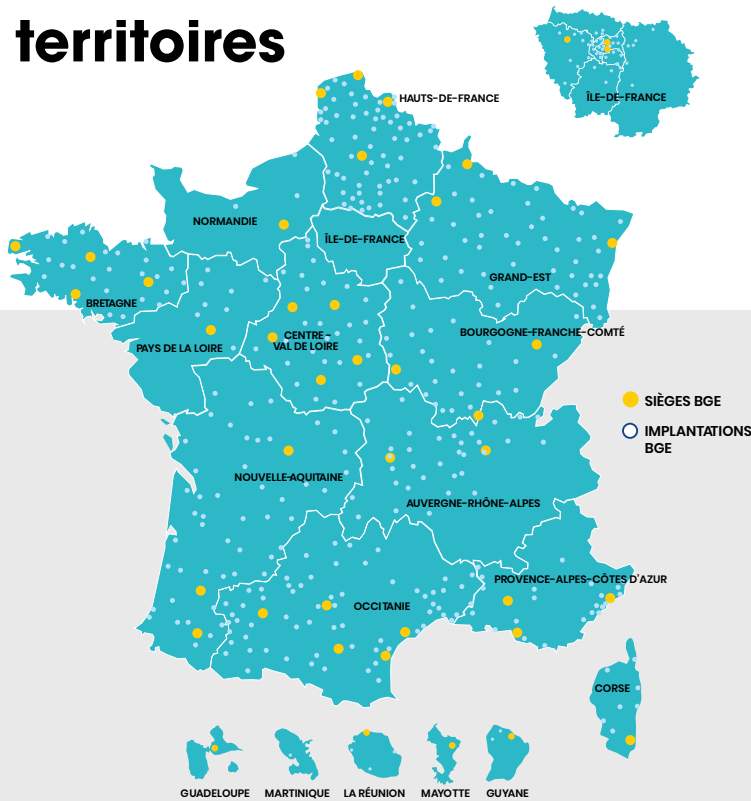 territoires
ÎLE-DE-FRANCE
HAUTS-DE-FRANCE
NORMANDIE
ÎLE-DE-FRANCE
GRAND-EST
BRETAGNE
PAYS DE LA LOIRE
CENTRE-
VAL DE LOIRE
BOURGOGNE-FRANCHE-COMTÉ
SIÈGES BGE
IMPLANTATIONS
BGE
NOUVELLE-AQUITAINE
AUVERGNE-RHÔNE-ALPES
PROVENCE-ALPES-CÔTES D'AZUR
OCCITANIE
CORSE
GUADELOUPE
MARTINIQUE
LA RÉUNION
MAYOTTE
GUYANE